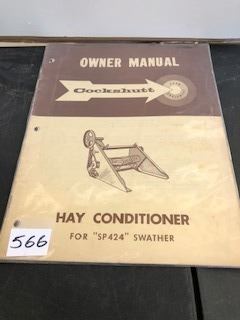 OWNER MANUAL
Cockshutt
HAY CONDITIONER
FOR "SP424" SWATHER
566